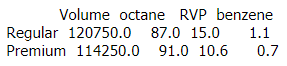 Volume octane RVP benzene
Regular 120750.0 87.0 15.0 1.1
Premium 114250.0 91.0 10.6 0.7